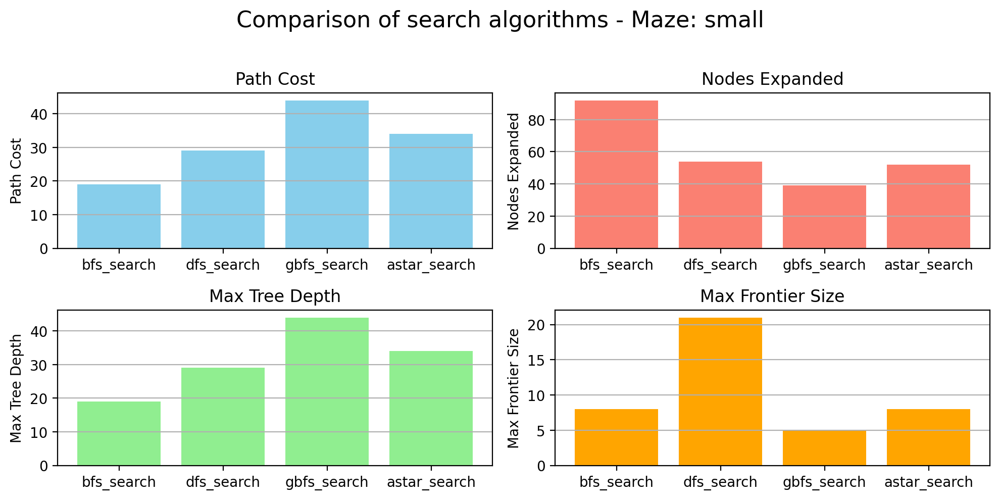 Comparison of search algorithms - Maze: small
Path Cost
Path Cost
40
30
20
10
0
bfs_search dfs_search gbfs_search astar_search
Nodes Expanded
Nodes Expanded
80
60
40
20
0
bfs_search dfs_search gbfs_search astar_search
Max Tree Depth
Max Tree Depth
40
30
20
10
0
bfs_search dfs_search gbfs_search astar_search
Max Frontier Size
Max Frontier Size
20
15
10
5
0
bfs_search dfs_search gbfs_search astar_search